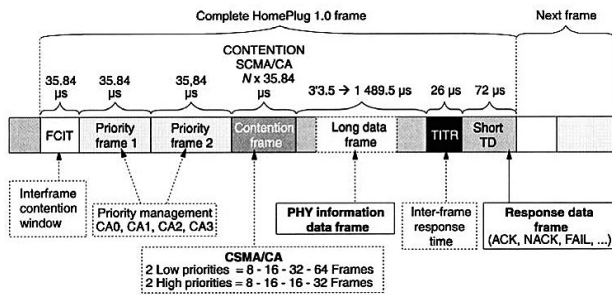 Complete HomePlug 1.0 frame
Next frame
CONTENTION
SCMA/CA
N x 35.84
µs
35,84
µs
35.84
µs
35,84
µs
3'3.5 → 1 489.5 µs
26 µs
72 µs
FCIT
Priority
frame 1
Priority
frame 2
Contention
frame
Long data
frame
TITR
Short
TD
Interframe
contention
window
Priority management
CA0, CA1, CA2, CA3
PHY information
data frame
Inter-frame
response
time
Response data
frame
(ACK, NACK, FAIL, ...)
CSMA/CA
2 Low priorities = 8 - 16 - 32 - 64 Frames
2 High priorities = 8 - 16 - 16 - 32 Frames